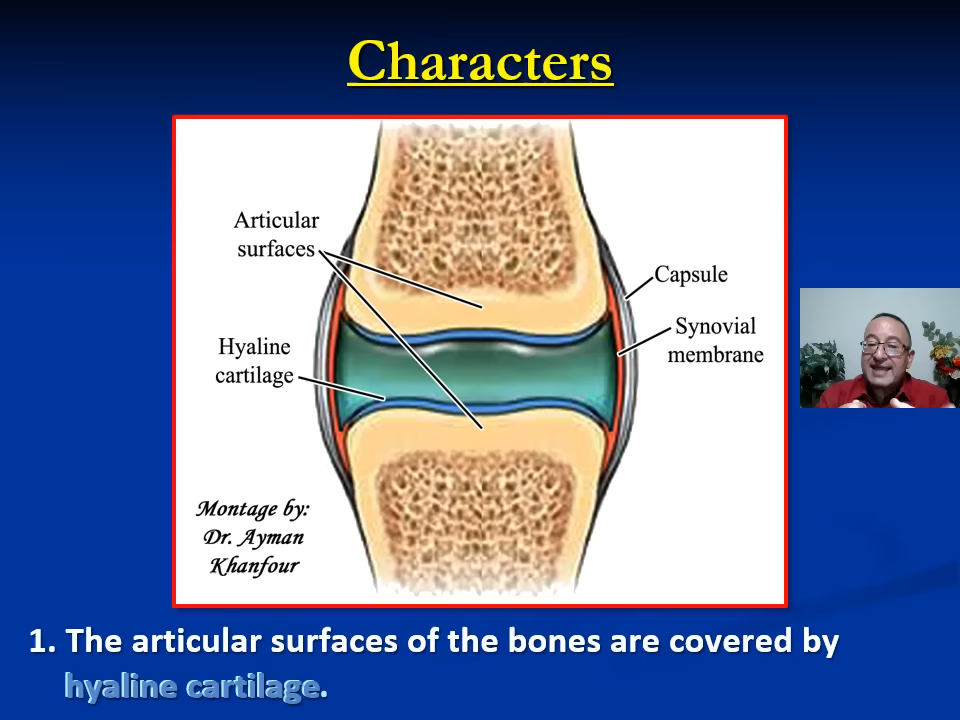 Characters
Articular
surfaces
Capsule
Synovial
membrane
Hyaline
cartilage
Montage by:
Dr. Ayman
Khanfour
1. The articular surfaces of the bones are covered by
hyaline cartilage.